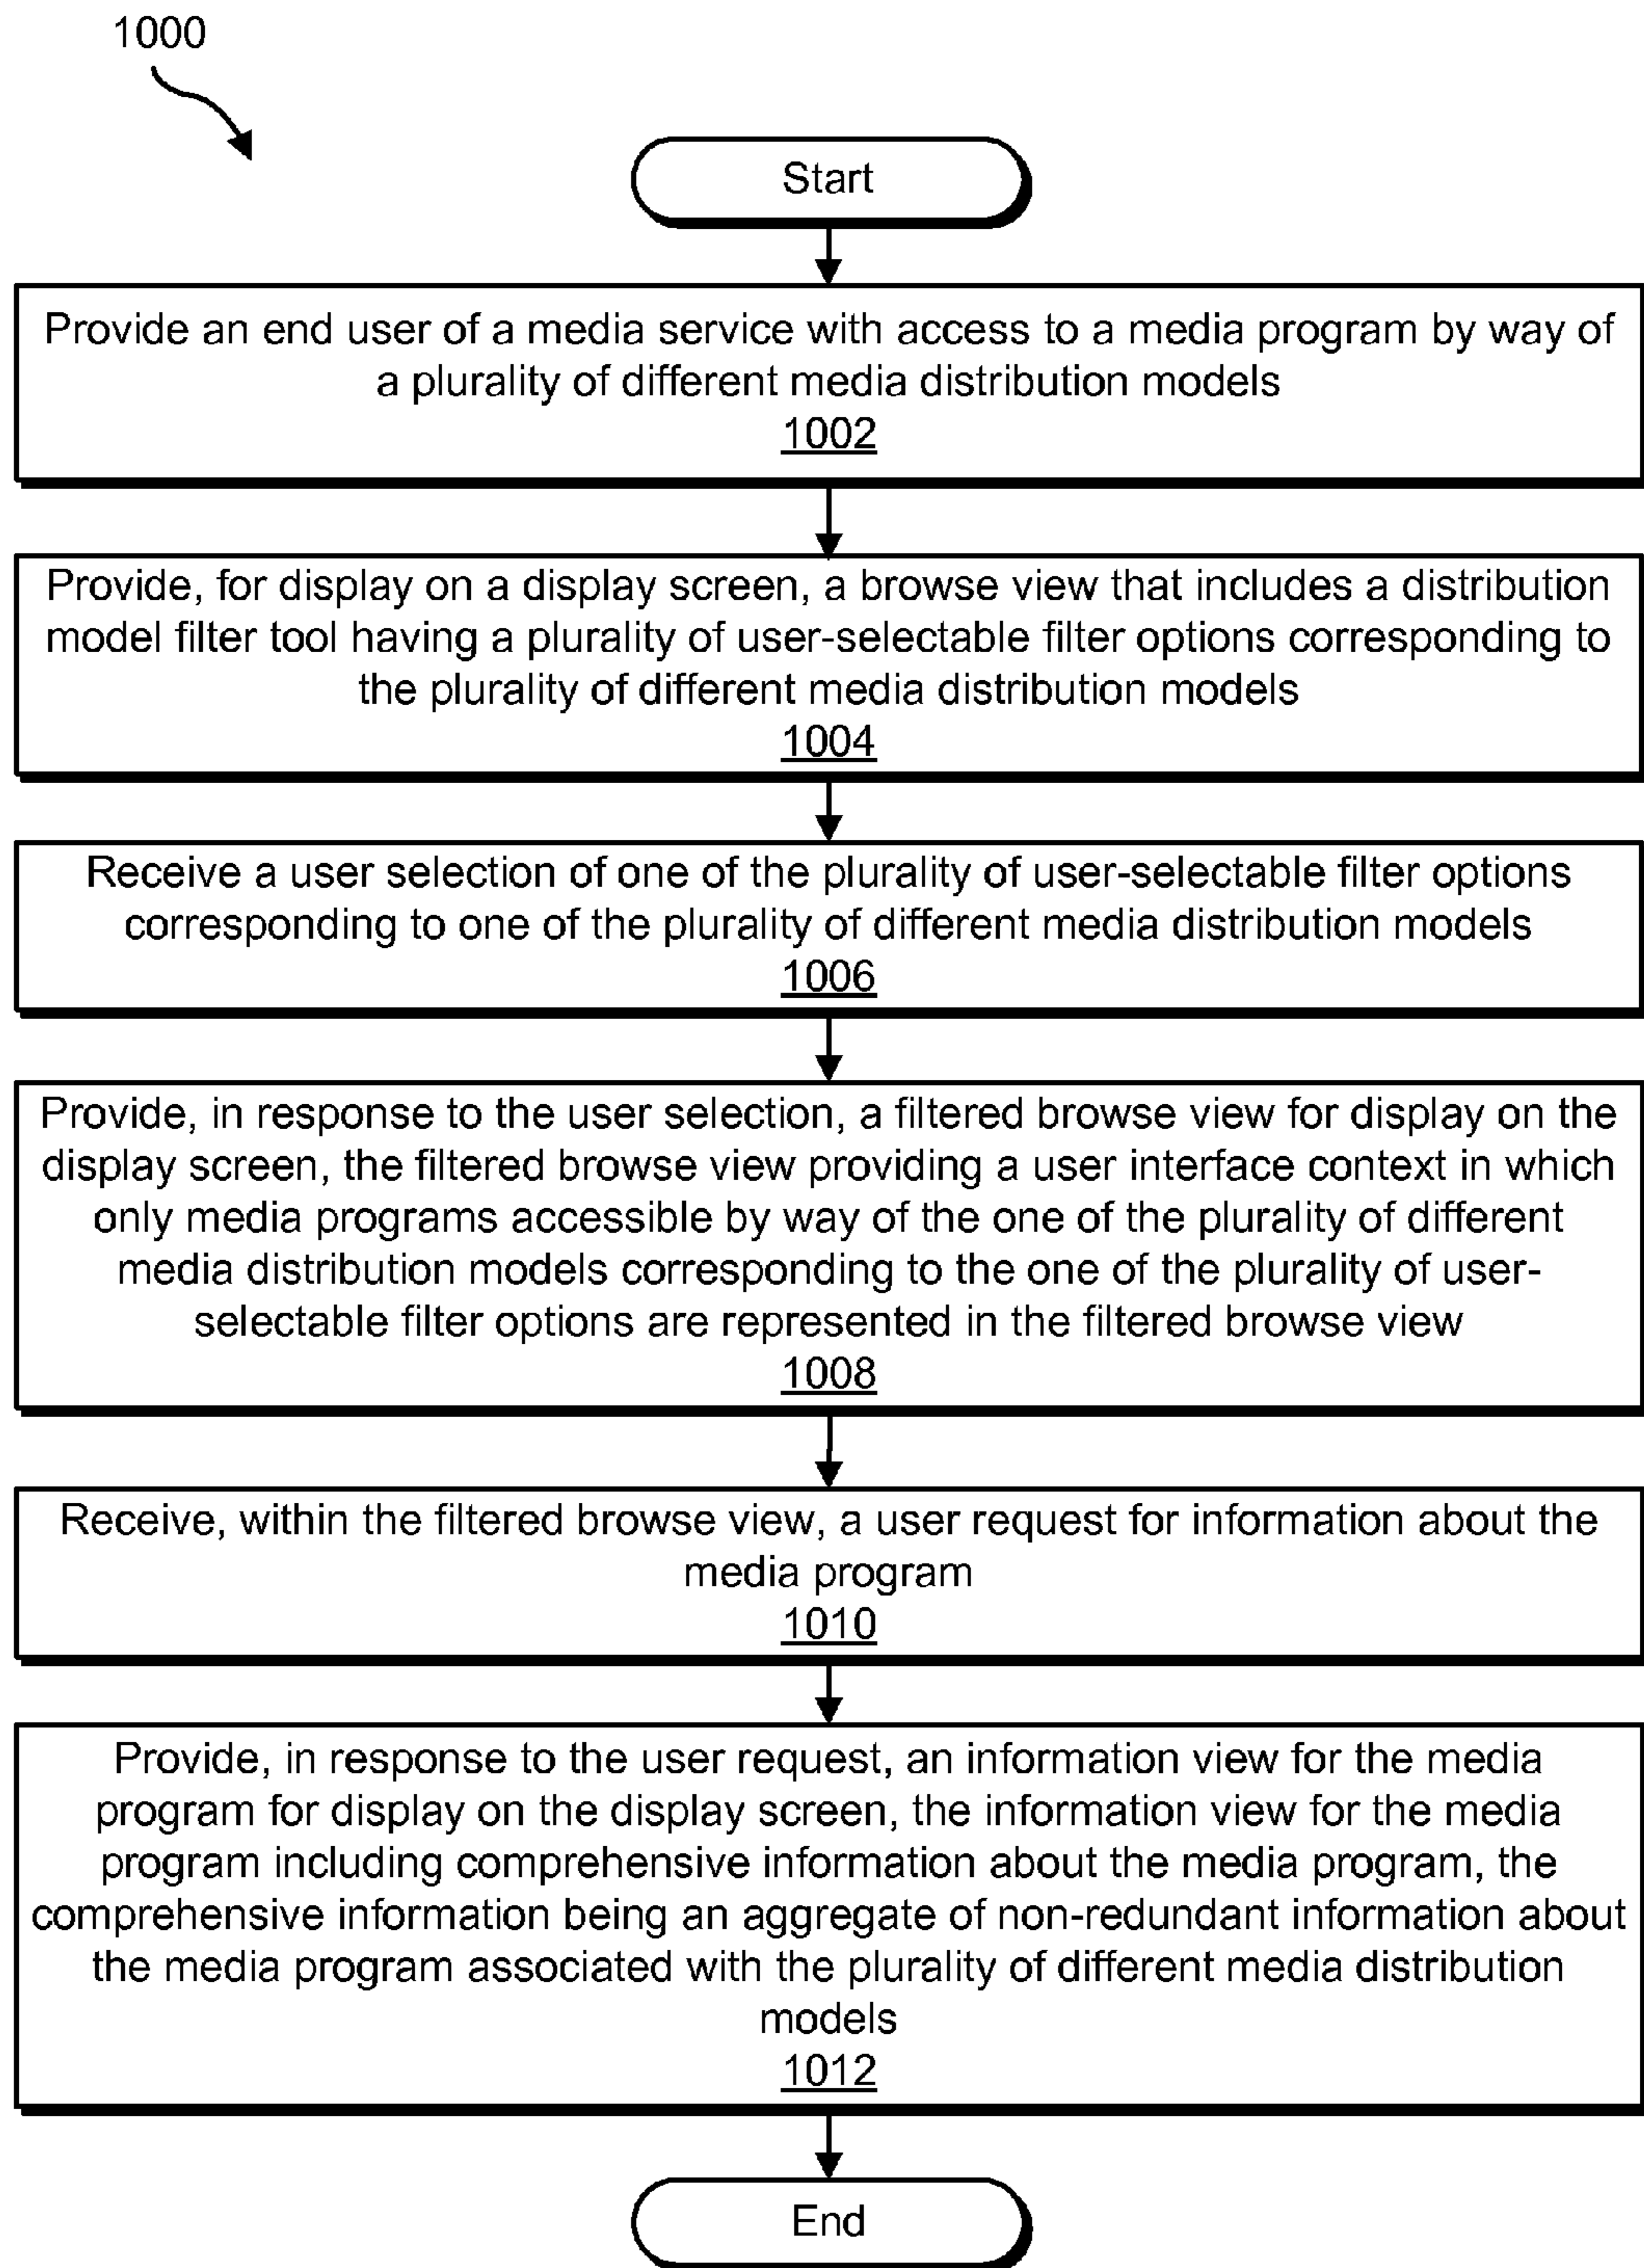 1000
Start
Provide an end user of a media service with access to a media program by way of
a plurality of different media distribution models
1002
Provide, for display on a display screen, a browse view that includes a distribution
model filter tool having a plurality of user-selectable filter options corresponding to
the plurality of different media distribution models
1004
Receive a user selection of one of the plurality of user-selectable filter options
corresponding to one of the plurality of different media distribution models
1006
Provide, in response to the user selection, a filtered browse view for display on the
display screen, the filtered browse view providing a user interface context in which
only media programs accessible by way of the one of the plurality of different
media distribution models corresponding to the one of the plurality of user-
selectable filter options are represented in the filtered browse view
1008
Receive, within the filtered browse view, a user request for information about the
media program
1010
Provide, in response to the user request, an information view for the media
program for display on the display screen, the information view for the media
program including comprehensive information about the media program, the
comprehensive information being an aggregate of non-redundant information about
the media program associated with the plurality of different media distribution
models
1012
End